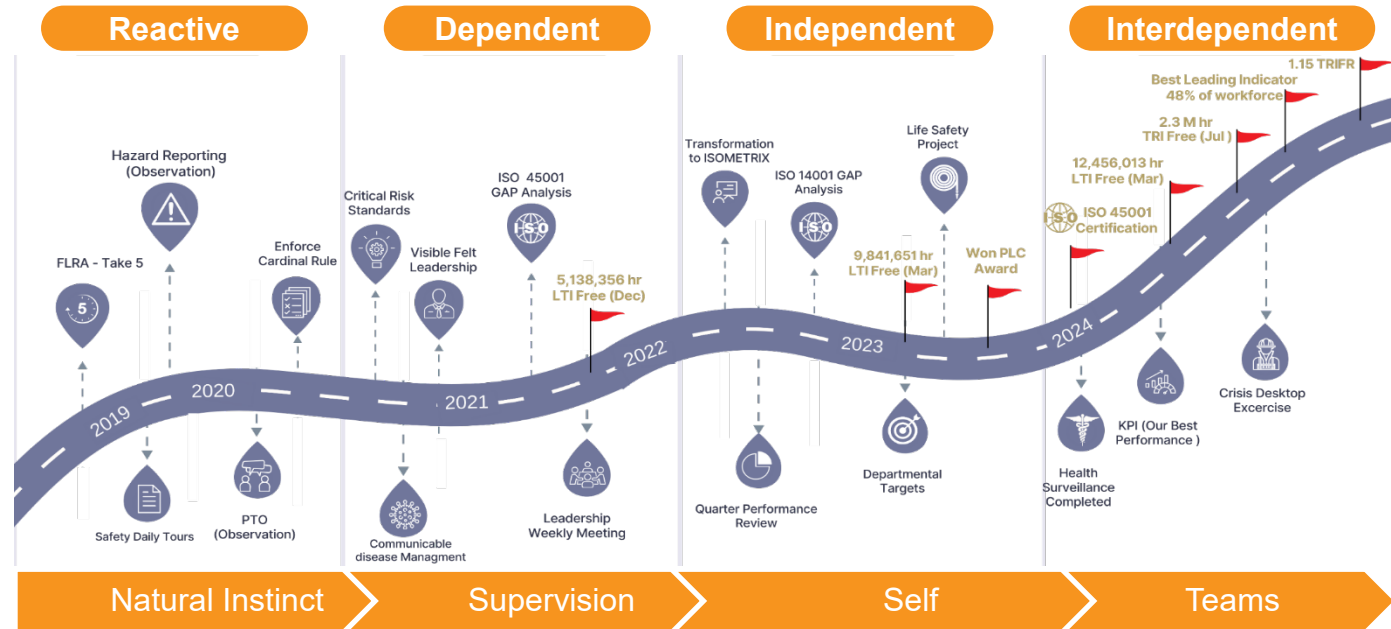 Reactive
Dependent
Independent
Interdependent
Hazard Reporting
(Observation)
FLRA - Take 5
5
Enforce
Cardinal Rule
2019
2020
Safety Daily Tours
PTO
(Observation)
Critical Risk
Standards
Visible Felt
Leadership
ISO 45001
GAP Analysis
ISO
5,138,356 hr
LTI Free (Dec)
2021
2022
Communicable
disease Managment
Leadership
Weekly Meeting
Transformation
to ISOMETRIX
ISO 14001 GAP
Analysis
ISO
Life Safety
Project
9,841,651 hr
LTI Free (Mar)
Won PLC
Award
2023
Quarter Performance
Review
Departmental
Targets
1.15 TRIFR
Best Leading Indicator
48% of workforce
2.3 M hr
TRI Free (Jul )
12,456,013 hr
LTI Free (Mar)
ISO
ISO 45001
Certification
2024
Health
Surveillance
Completed
KPI (Our Best
Performance )
Crisis Desktop
Excercise
Natural Instinct
Supervision
Self
Teams